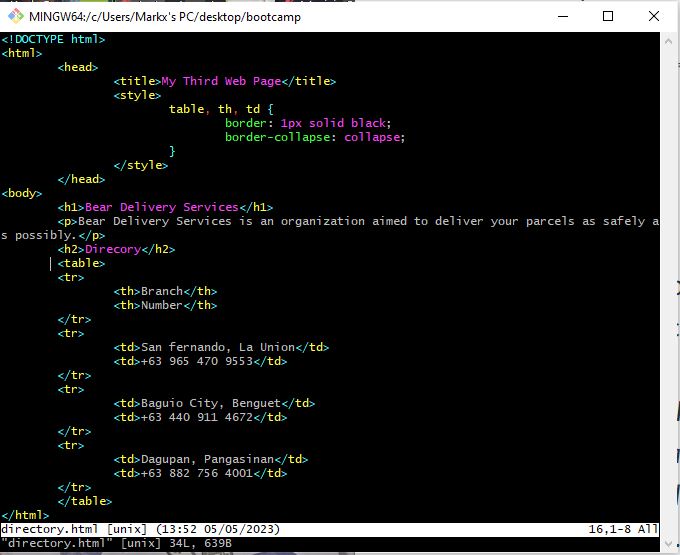 MINGW64:/c/Users/Markx's PC/desktop/bootcamp
<!DOCTYPE html>
<html>
<head>
<title>My Third Web Page</title>
<style>
table, th, td {
border: 1px solid black;
border-collapse: collapse;
}
</style>
</head>
<body>
<h1>Bear Delivery Services</h1>
<p>Bear Delivery Services is an organization aimed to deliver your parcels as safely a
s possibly.</p>
<h2>Direcory</h2>
<table>
<tr>
<th>Branch</th>
<th>Number</th>
</tr>
<tr>
<td>San fernando, La Union</td>
<td>+63 965 470 9553</td>
</tr>
<tr>
<td>Baguio City, Benguet</td>
<td>+63 440 911 4672</td>
</tr>
<tr>
<td>Dagupan, Pangasinan</td>
<td>+63 882 756 4001</td>
</tr>
</table>
</html>
directory.html [unix] (13:52 05/05/2023) 16,1-8 All
"directory.html" [unix] 34L, 639B